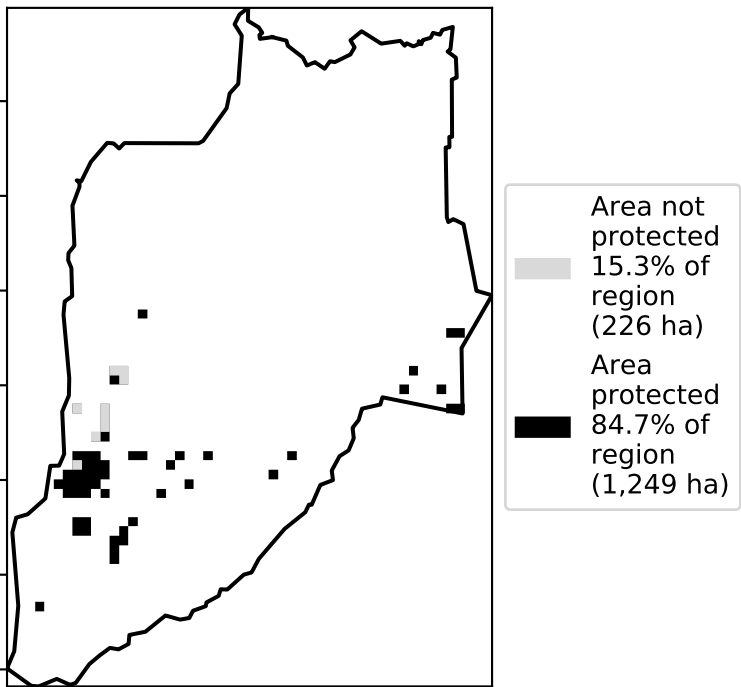 Area not
protected
15.3% of
region
(226 ha)
Area
protected
84.7% of
region
(1,249 ha)